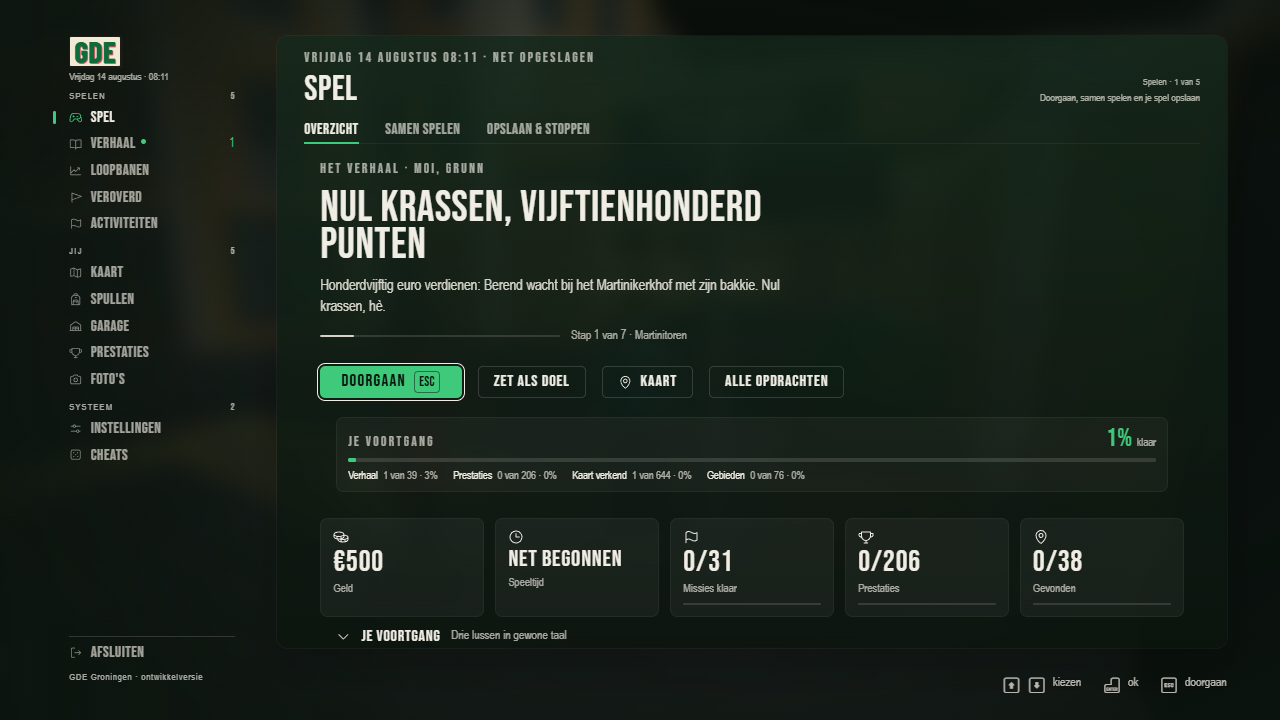 GDE
Vrijdag 14 augustus · 08:11
SPELEN 5
SPEL
VERHAAL 1
LOOPBANEN
VEROVERD
ACTIVITEITEN
JIJ 5
KAART
SPULLEN
GARAGE
PRESTATIES
FOTO'S
SYSTEEM 2
INSTELLINGEN
CHEATS
AFSLUITEN
GDE Groningen · ontwikkelversie
VRIJDAG 14 AUGUSTUS 08:11 · NET OPGESLAGEN
SPEL
Spelen · 1 van 5
Doorgaan, samen spelen en je spel opslaan
OVERZICHT SAMEN SPELEN OPSLAAN & STOPPEN
HET VERHAAL · MOI, GRUNN
NUL KRASSEN, VIJFTIENHONDERD
PUNTEN
Honderdvijftig euro verdienen: Berend wacht bij het Martinikerkhof met zijn bakkie. Nul
krassen, hè.
Stap 1 van 7 · Martinitoren
DOORGAAN ESC ZET ALS DOEL KAART ALLE OPDRACHTEN
JE VOORTGANG 1% klaar
Verhaal 1 van 39 · 3% Prestaties 0 van 206 · 0% Kaart verkend 1 van 644 · 0% Gebieden 0 van 76 · 0%
€500 NET BEGONNEN 0/31 0/206 0/38
Geld Speeltijd Missies klaar Prestaties Gevonden
JE VOORTGANG Drie lussen in gewone taal
kiezen ok ESC doorgaan